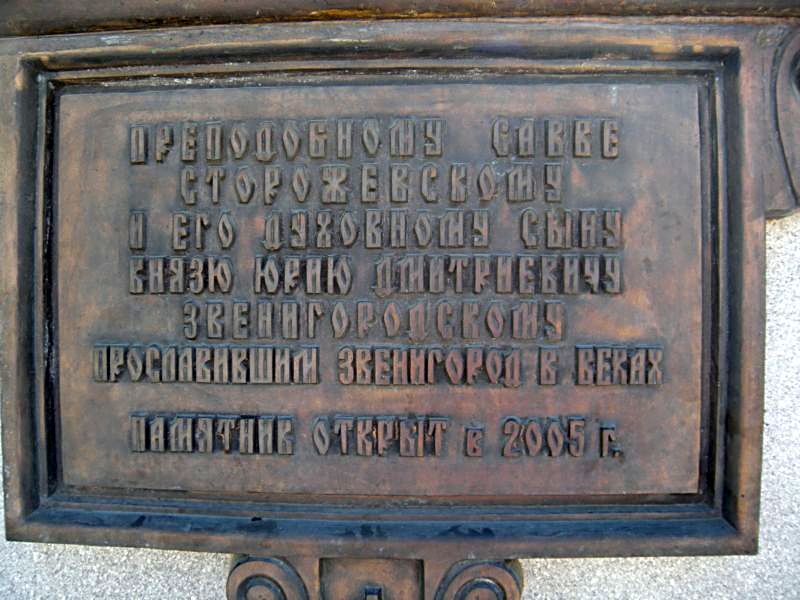 ПРЕПОДОБНОМУ САВВЕ
СТОРОЖЕВСКОМУ
И ЕГО ДУХОВНОМУ СЫНУ
КНЯЗЮ ЮРИЮ ДМИТРИЕВИЧУ
ЗВЕНИГОРОДСКОМУ
ПРОСЛАВИВШИМ ЗВЕНИГОРОД В ВЕКАХ
ПАМЯТНИК ОТКРЫТ в 2005 г.